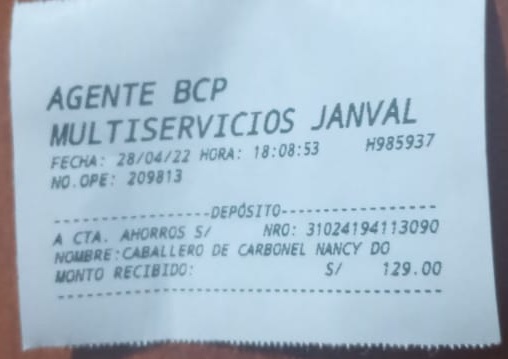 AGENTE BCP
MULTISERVICIOS JANVAL
FECHA: 28/04/22 HORA: 18:08:53 H985937
NO.OPE: 209813
--------------------DEPÓSITO--------------------
A CTA. AHORROS S/ NRO: 31024194113090
NOMBRE:CABALLERO DE CARBONEL NANCY DO
MONTO RECIBIDO: S/ 129.00
------------------------------------------------